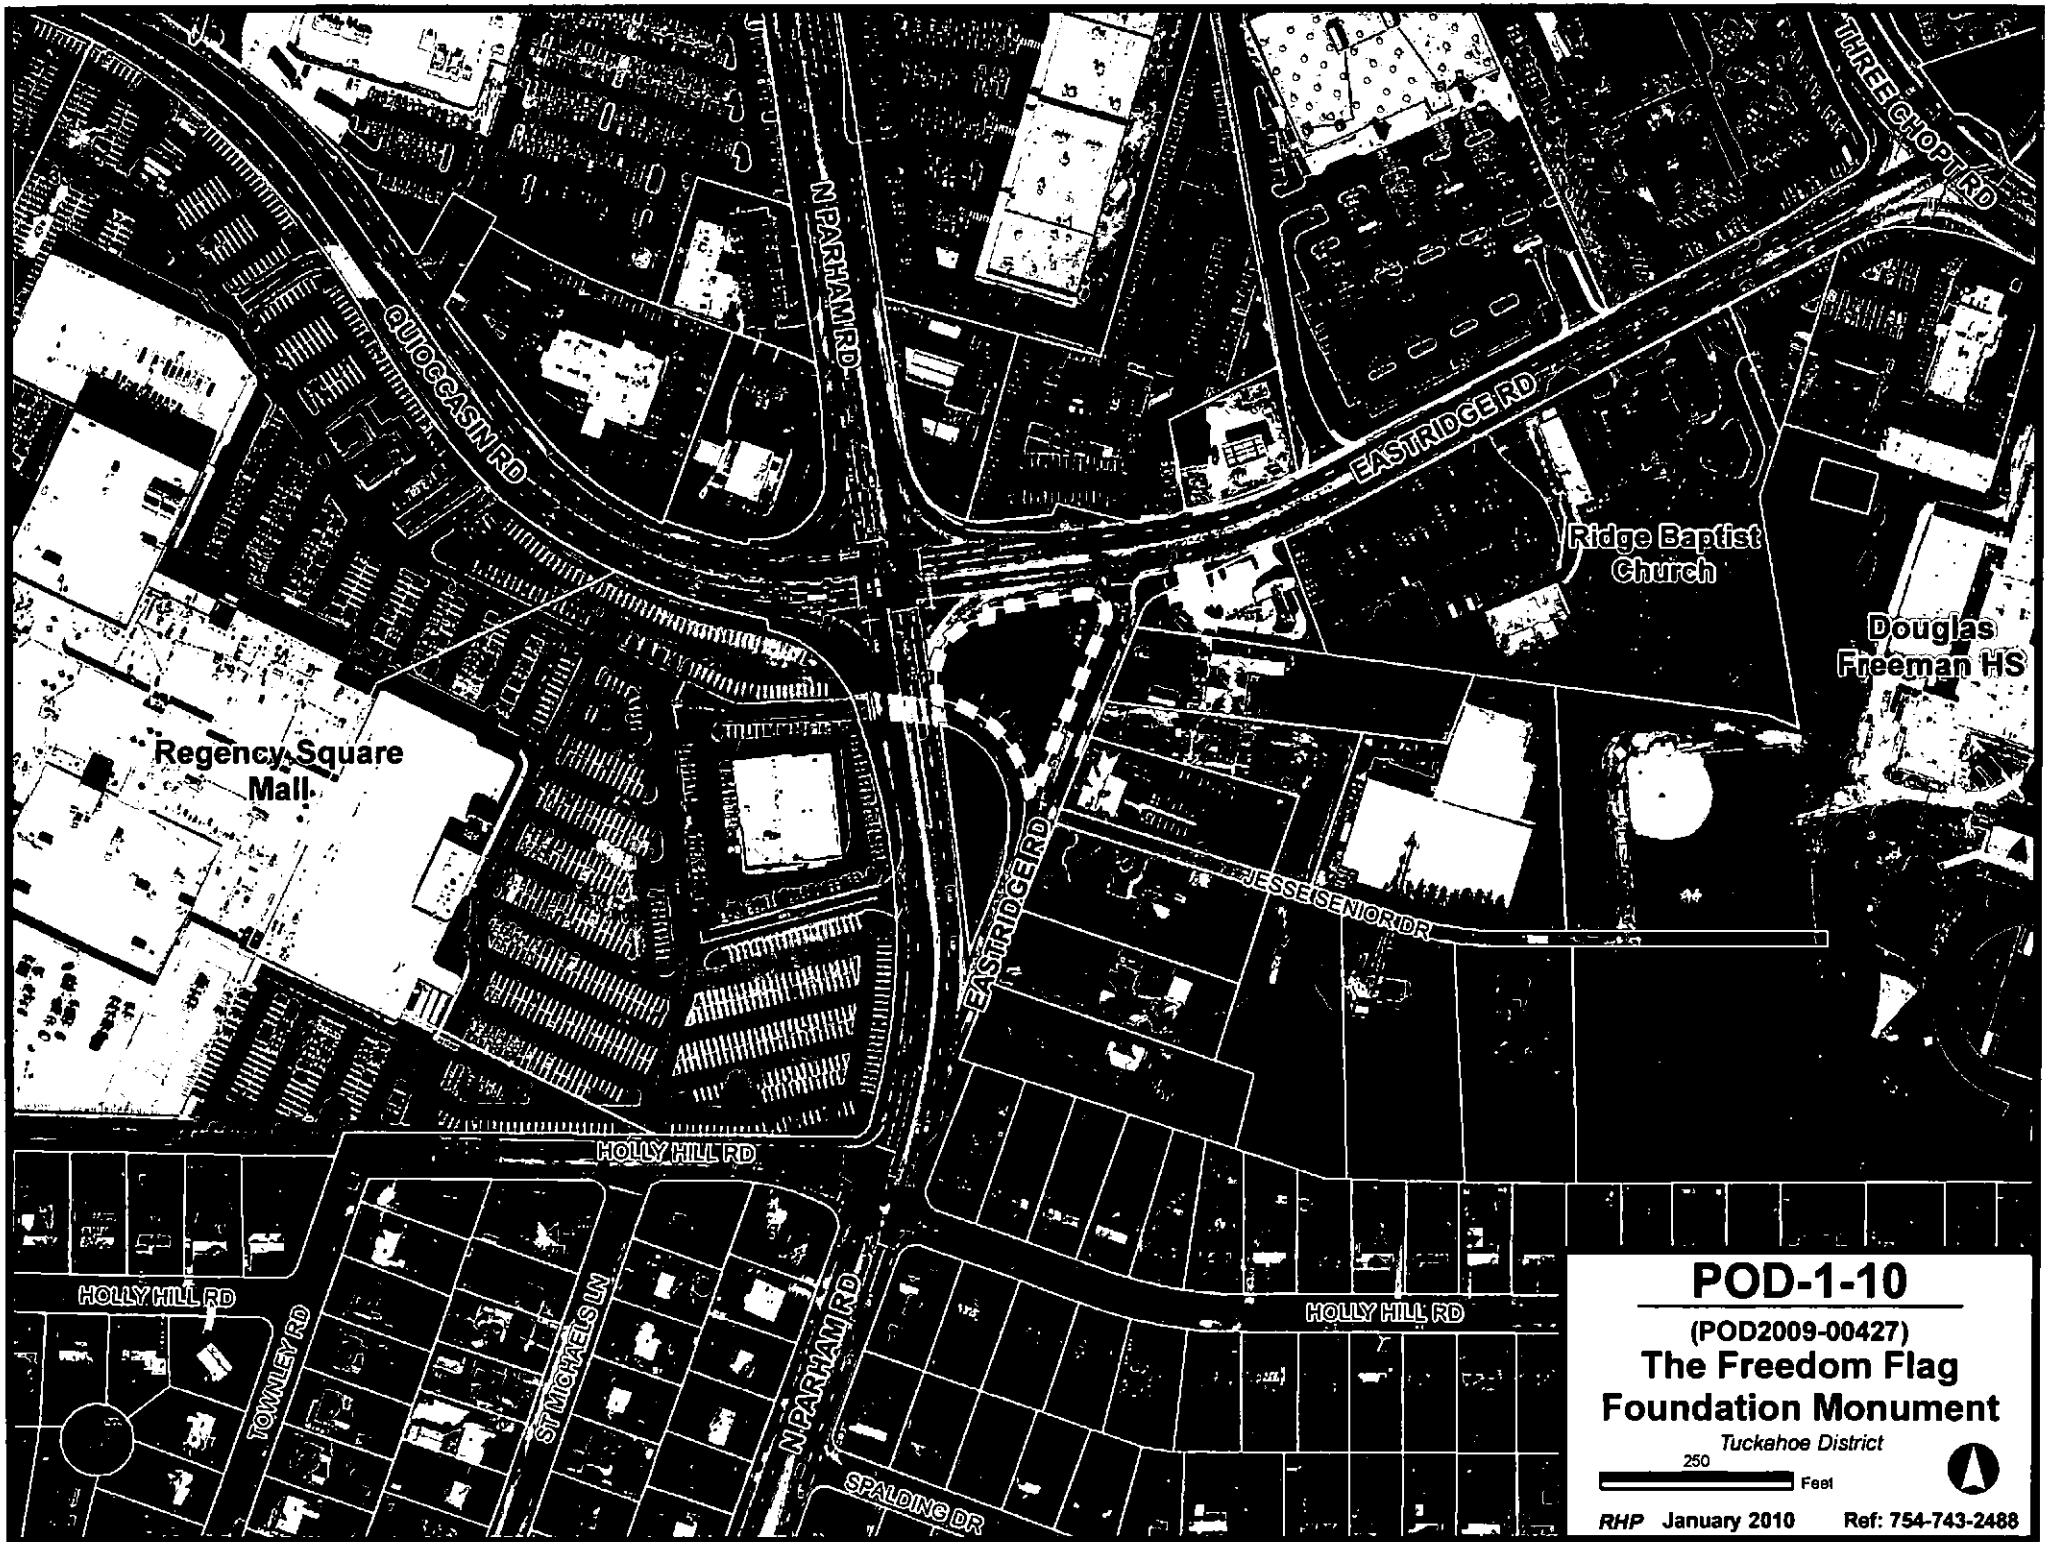 THREE CHOPT RD
N PARHAM RD
QUIOCCASIN RD
EASTRIDGE RD
Ridge Baptist
Church
Douglas
Freeman HS
Regency Square
Mall
EASTRIDGE RD
JESSE SENIOR DR
HOLLY HILL RD
HOLLY HILL RD
HOLLY HILL RD
TOWNLEY RD
ST MICHAELS LN
N PARHAM RD
SPALDING DR
POD-1-10
(POD2009-00427)
The Freedom Flag
Foundation Monument
Tuckahoe District
250
Feet
RHP January 2010 Ref: 754-743-2488